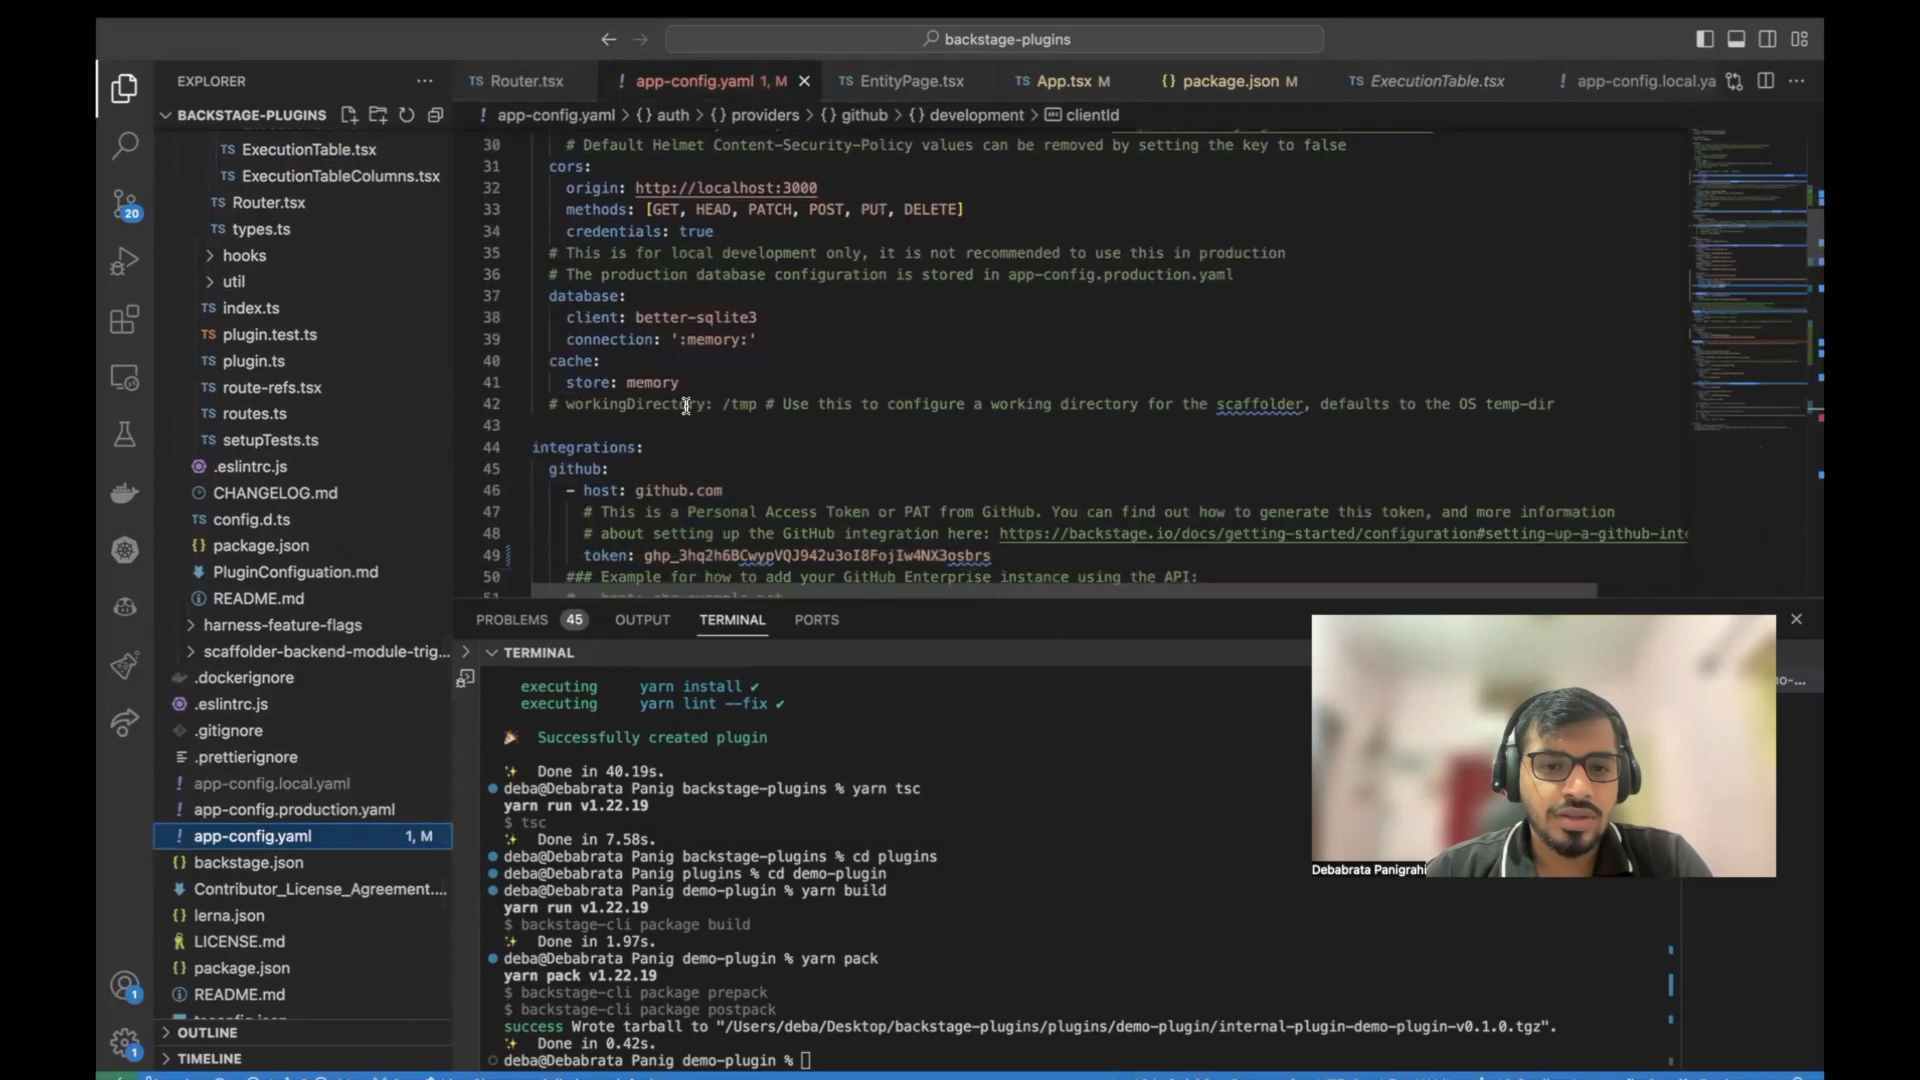 backstage-plugins
EXPLORER
Router.tsx
app-config.yaml 1, M
EntityPage.tsx
App.tsx M
package.json M
ExecutionTable.tsx
app-config.local.ya
BACKSTAGE-PLUGINS
app-config.yaml > {} auth > {} providers > {} github > {} development > clientId
ExecutionTable.tsx
ExecutionTableColumns.tsx
Router.tsx
types.ts
hooks
util
index.ts
plugin.test.ts
plugin.ts
route-refs.tsx
routes.ts
setupTests.ts
.eslintrc.js
CHANGELOG.md
config.d.ts
package.json
PluginConfiguation.md
README.md
harness-feature-flags
scaffolder-backend-module-trig...
.dockerignore
.eslintrc.js
.gitignore
.prettierignore
app-config.local.yaml
app-config.production.yaml
app-config.yaml 1, M
backstage.json
Contributor_License_Agreement....
lerna.json
LICENSE.md
package.json
README.md
OUTLINE
TIMELINE
20
1
1
30 # Default Helmet Content-Security-Policy values can be removed by setting the key to false
31 cors:
32 origin: http://localhost:3000
33 methods: [GET, HEAD, PATCH, POST, PUT, DELETE]
34 credentials: true
35 # This is for local development only, it is not recommended to use this in production
36 # The production database configuration is stored in app-config.production.yaml
37 database:
38 client: better-sqlite3
39 connection: ':memory:'
40 cache:
41 store: memory
42 # workingDirectory: /tmp # Use this to configure a working directory for the scaffolder, defaults to the OS temp-dir
43
44 integrations:
45 github:
46 - host: github.com
47 # This is a Personal Access Token or PAT from GitHub. You can find out how to generate this token, and more information
48 # about setting up the GitHub integration here: https://backstage.io/docs/getting-started/configuration#setting-up-a-github-inte
49 token: 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
50 ### Example for how to add your GitHub Enterprise instance using the API:
PROBLEMS 45 OUTPUT TERMINAL PORTS
TERMINAL
executing yarn install ✔
executing yarn lint --fix ✔
Successfully created plugin
Done in 40.19s.
deba@Debabrata Panig backstage-plugins % yarn tsc
yarn run v1.22.19
$ tsc
Done in 7.58s.
deba@Debabrata Panig backstage-plugins % cd plugins
deba@Debabrata Panig plugins % cd demo-plugin
deba@Debabrata Panig demo-plugin % yarn build
yarn run v1.22.19
$ backstage-cli package build
Done in 1.97s.
deba@Debabrata Panig demo-plugin % yarn pack
yarn pack v1.22.19
$ backstage-cli package prepack
$ backstage-cli package postpack
success Wrote tarball to "/Users/deba/Desktop/backstage-plugins/plugins/demo-plugin/internal-plugin-demo-plugin-v0.1.0.tgz".
Done in 0.42s.
deba@Debabrata Panig demo-plugin %
Debabrata Panigrahi